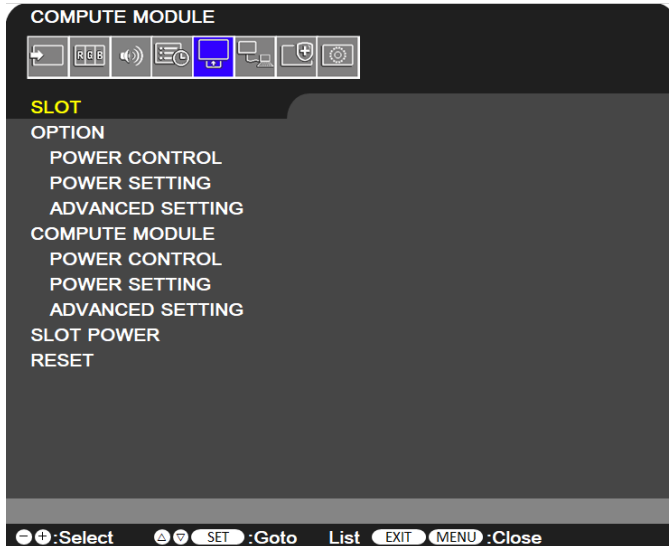 COMPUTE MODULE
RGB
SLOT
OPTION
POWER CONTROL
POWER SETTING
ADVANCED SETTING
COMPUTE MODULE
POWER CONTROL
POWER SETTING
ADVANCED SETTING
SLOT POWER
RESET
:Select SET :Goto List EXIT MENU :Close